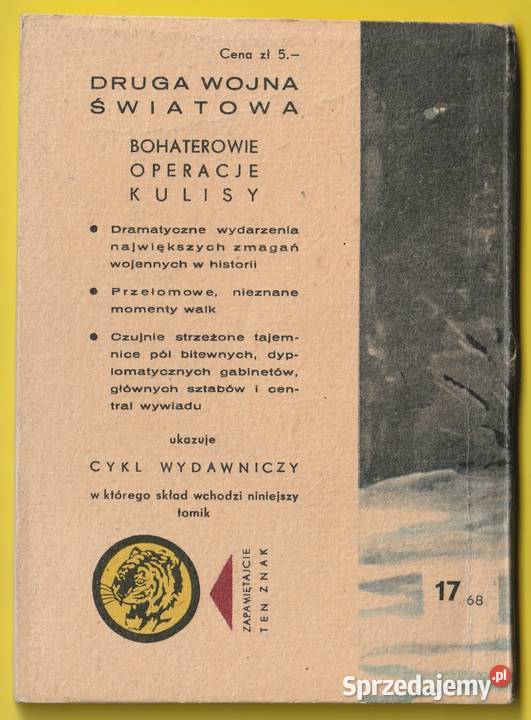 Cena zł 5.—
DRUGA WOJNA
ŚWIATOWA
BOHATEROWIE
OPERACJE
KULISY
● Dramatyczne wydarzenia
największych zmagań
wojennych w historii
● Przełomowe, nieznane
momenty walk
● Czujnie strzeżone tajem-
nice pól bitewnych, dyp-
lomatycznych gabinetów,
głównych sztabów i cen-
tral wywiadu
ukazuje
CYKL WYDAWNICZY
w którego skład wchodzi niniejszy
tomik
ZAPAMIĘTAJCIE
TEN ZNAK
17 68
Sprzedajemy.pl